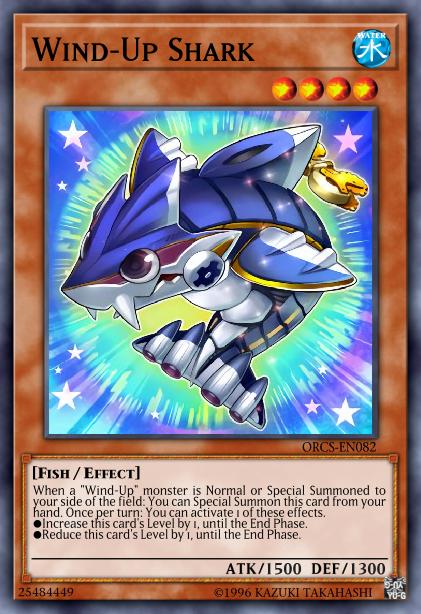 Wind-Up Shark
WATER
水
ORCS-EN082
[Fish / Effect]
When a "Wind-Up" monster is Normal or Special Summoned to
your side of the field: You can Special Summon this card from your
hand. Once per turn: You can activate 1 of these effects.
●Increase this card's Level by 1, until the End Phase.
●Reduce this card's Level by 1, until the End Phase.
ATK/1500 DEF/1300
25484449
©1996 KAZUKI TAKAHASHI